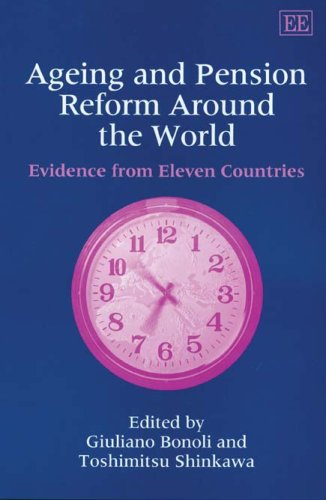 EE
Ageing and Pension
Reform Around
the World
Evidence from Eleven Countries
12
11
1
10
2
9
3
8
4
7
5
6
Edited by
Giuliano Bonoli and
Toshimitsu Shinkawa